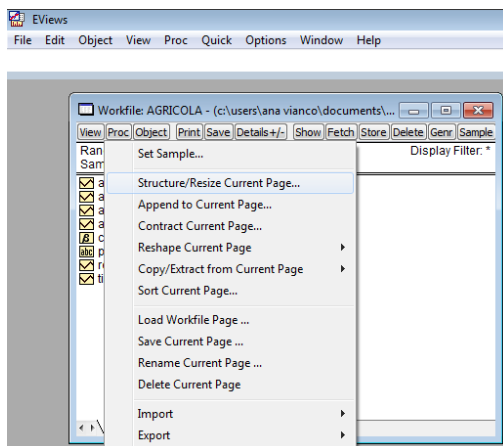 EViews
File Edit Object View Proc Quick Options Window Help
Workfile: AGRICOLA - (c:\users\ana vianco\documents\...
View Proc Object Print Save Details+/- Show Fetch Store Delete Genr Sample
Ran Display Filter: *
Sam
Set Sample...
a Structure/Resize Current Page...
a Append to Current Page...
a Contract Current Page...
a Reshape Current Page
c Copy/Extract from Current Page
p Sort Current Page...
r
ti
Load Workfile Page ...
Save Current Page ...
Rename Current Page ...
Delete Current Page
Import
Export